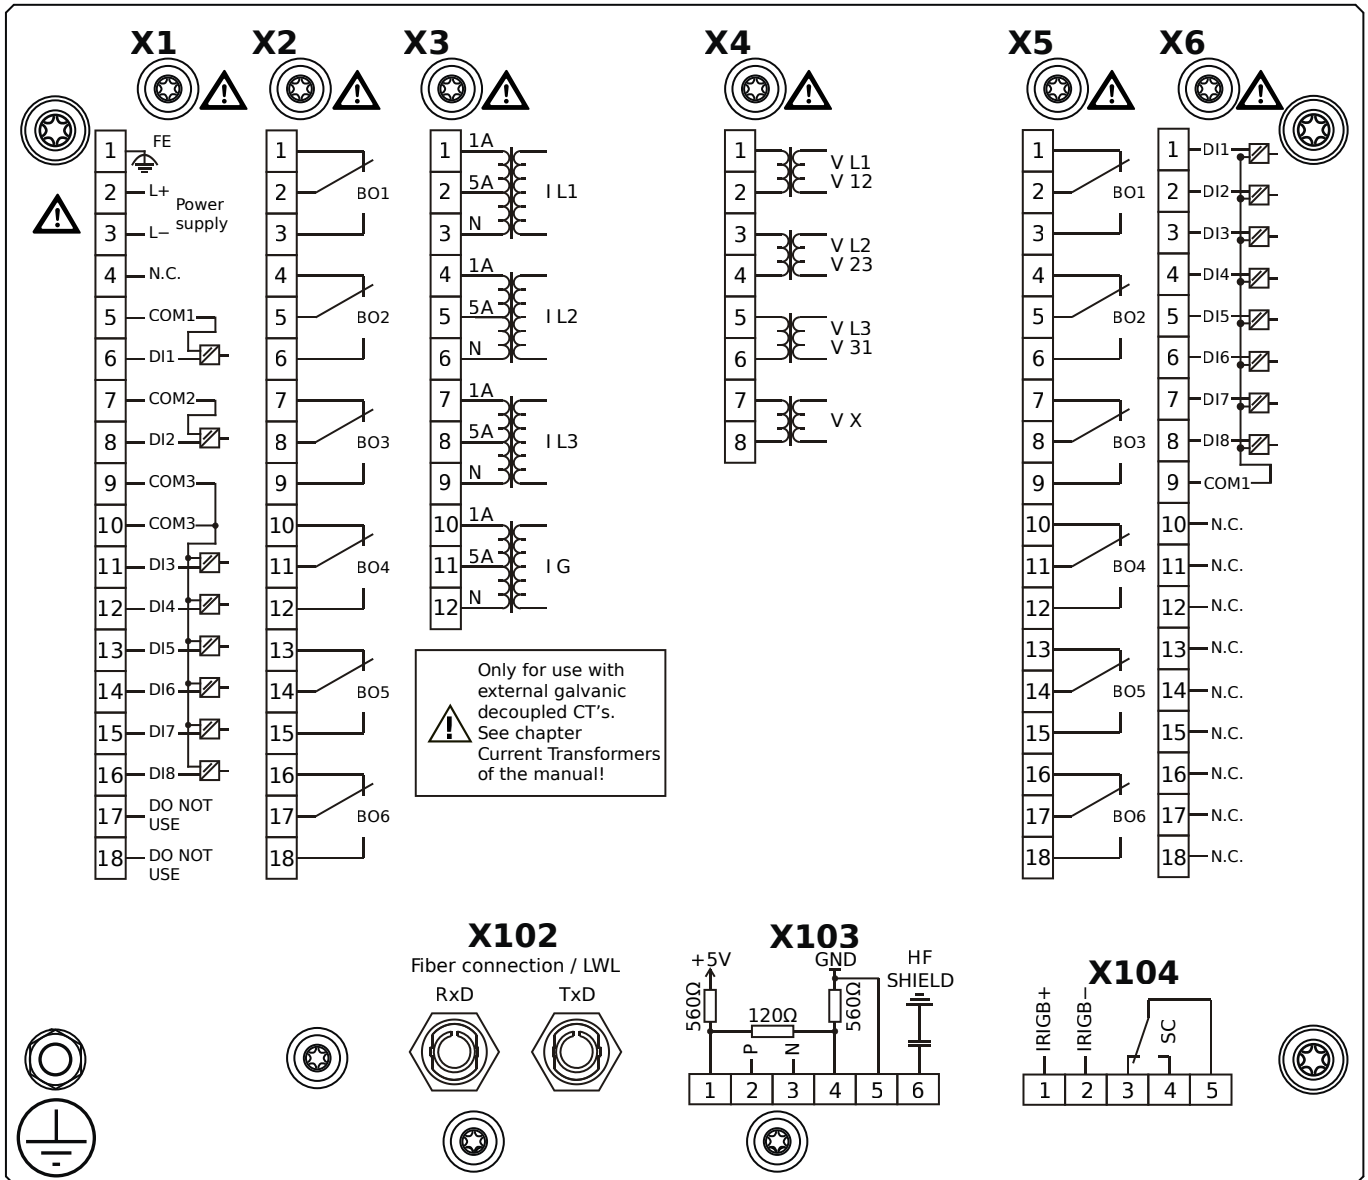 X1 X2 X3 X4 X5 X6
1 FE
2 L+
Power
supply
3 L−
4 N.C.
5 COM1
6 DI1
7 COM2
8 DI2
9 COM3
10 COM3
11 DI3
12 DI4
13 DI5
14 DI6
15 DI7
16 DI8
17 DO NOT
USE
18 DO NOT
USE
1
2 BO1
3
4
5 BO2
6
7
8 BO3
9
10
11 BO4
12
13
14 BO5
15
16
17 BO6
18
1 1A
2 5A I L1
3 N
4 1A
5 5A I L2
6 N
7 1A
8 5A I L3
9 N
10 1A
11 5A I G
12 N
Only for use with
external galvanic
decoupled CT's.
See chapter
Current Transformers
of the manual!
1 V L1
2 V 12
3 V L2
4 V 23
5 V L3
6 V 31
7 V X
8
1
2 BO1
3
4
5 BO2
6
7
8 BO3
9
10
11 BO4
12
13
14 BO5
15
16
17 BO6
18
1 DI1
2 DI2
3 DI3
4 DI4
5 DI5
6 DI6
7 DI7
8 DI8
9 COM1
10 N.C.
11 N.C.
12 N.C.
13 N.C.
14 N.C.
15 N.C.
16 N.C.
17 N.C.
18 N.C.
X102
Fiber connection / LWL
RxD TxD
X103
+5V GND HF
SHIELD
560Ω 120Ω 560Ω
P N
1 2 3 4 5 6
X104
IRIGB+ IRIGB− SC
1 2 3 4 5